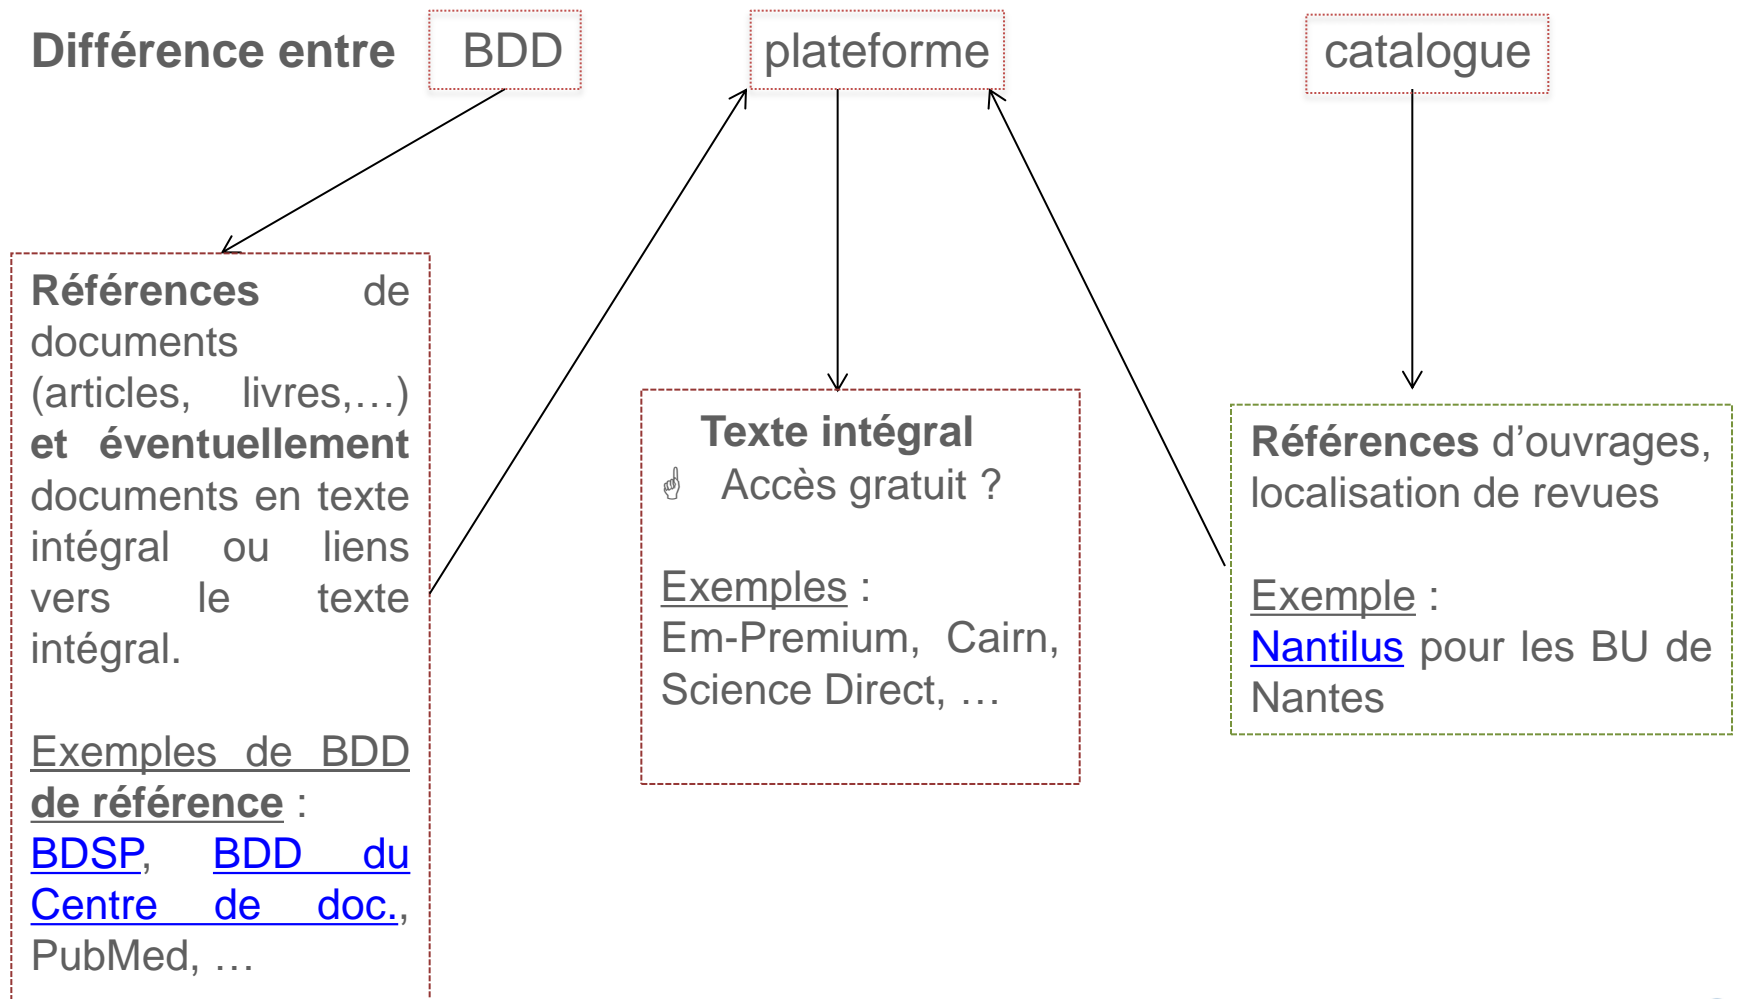 Différence entre BDD plateforme catalogue
Références de
documents
(articles, livres,…)
et éventuellement
documents en texte
intégral ou liens
vers le texte
intégral.
Exemples de BDD
de référence :
BDSP, BDD du
Centre de doc.,
PubMed, …
Texte intégral
☝ Accès gratuit ?
Exemples :
Em-Premium, Cairn,
Science Direct, …
Références d’ouvrages,
localisation de revues
Exemple :
Nantilus pour les BU de
Nantes